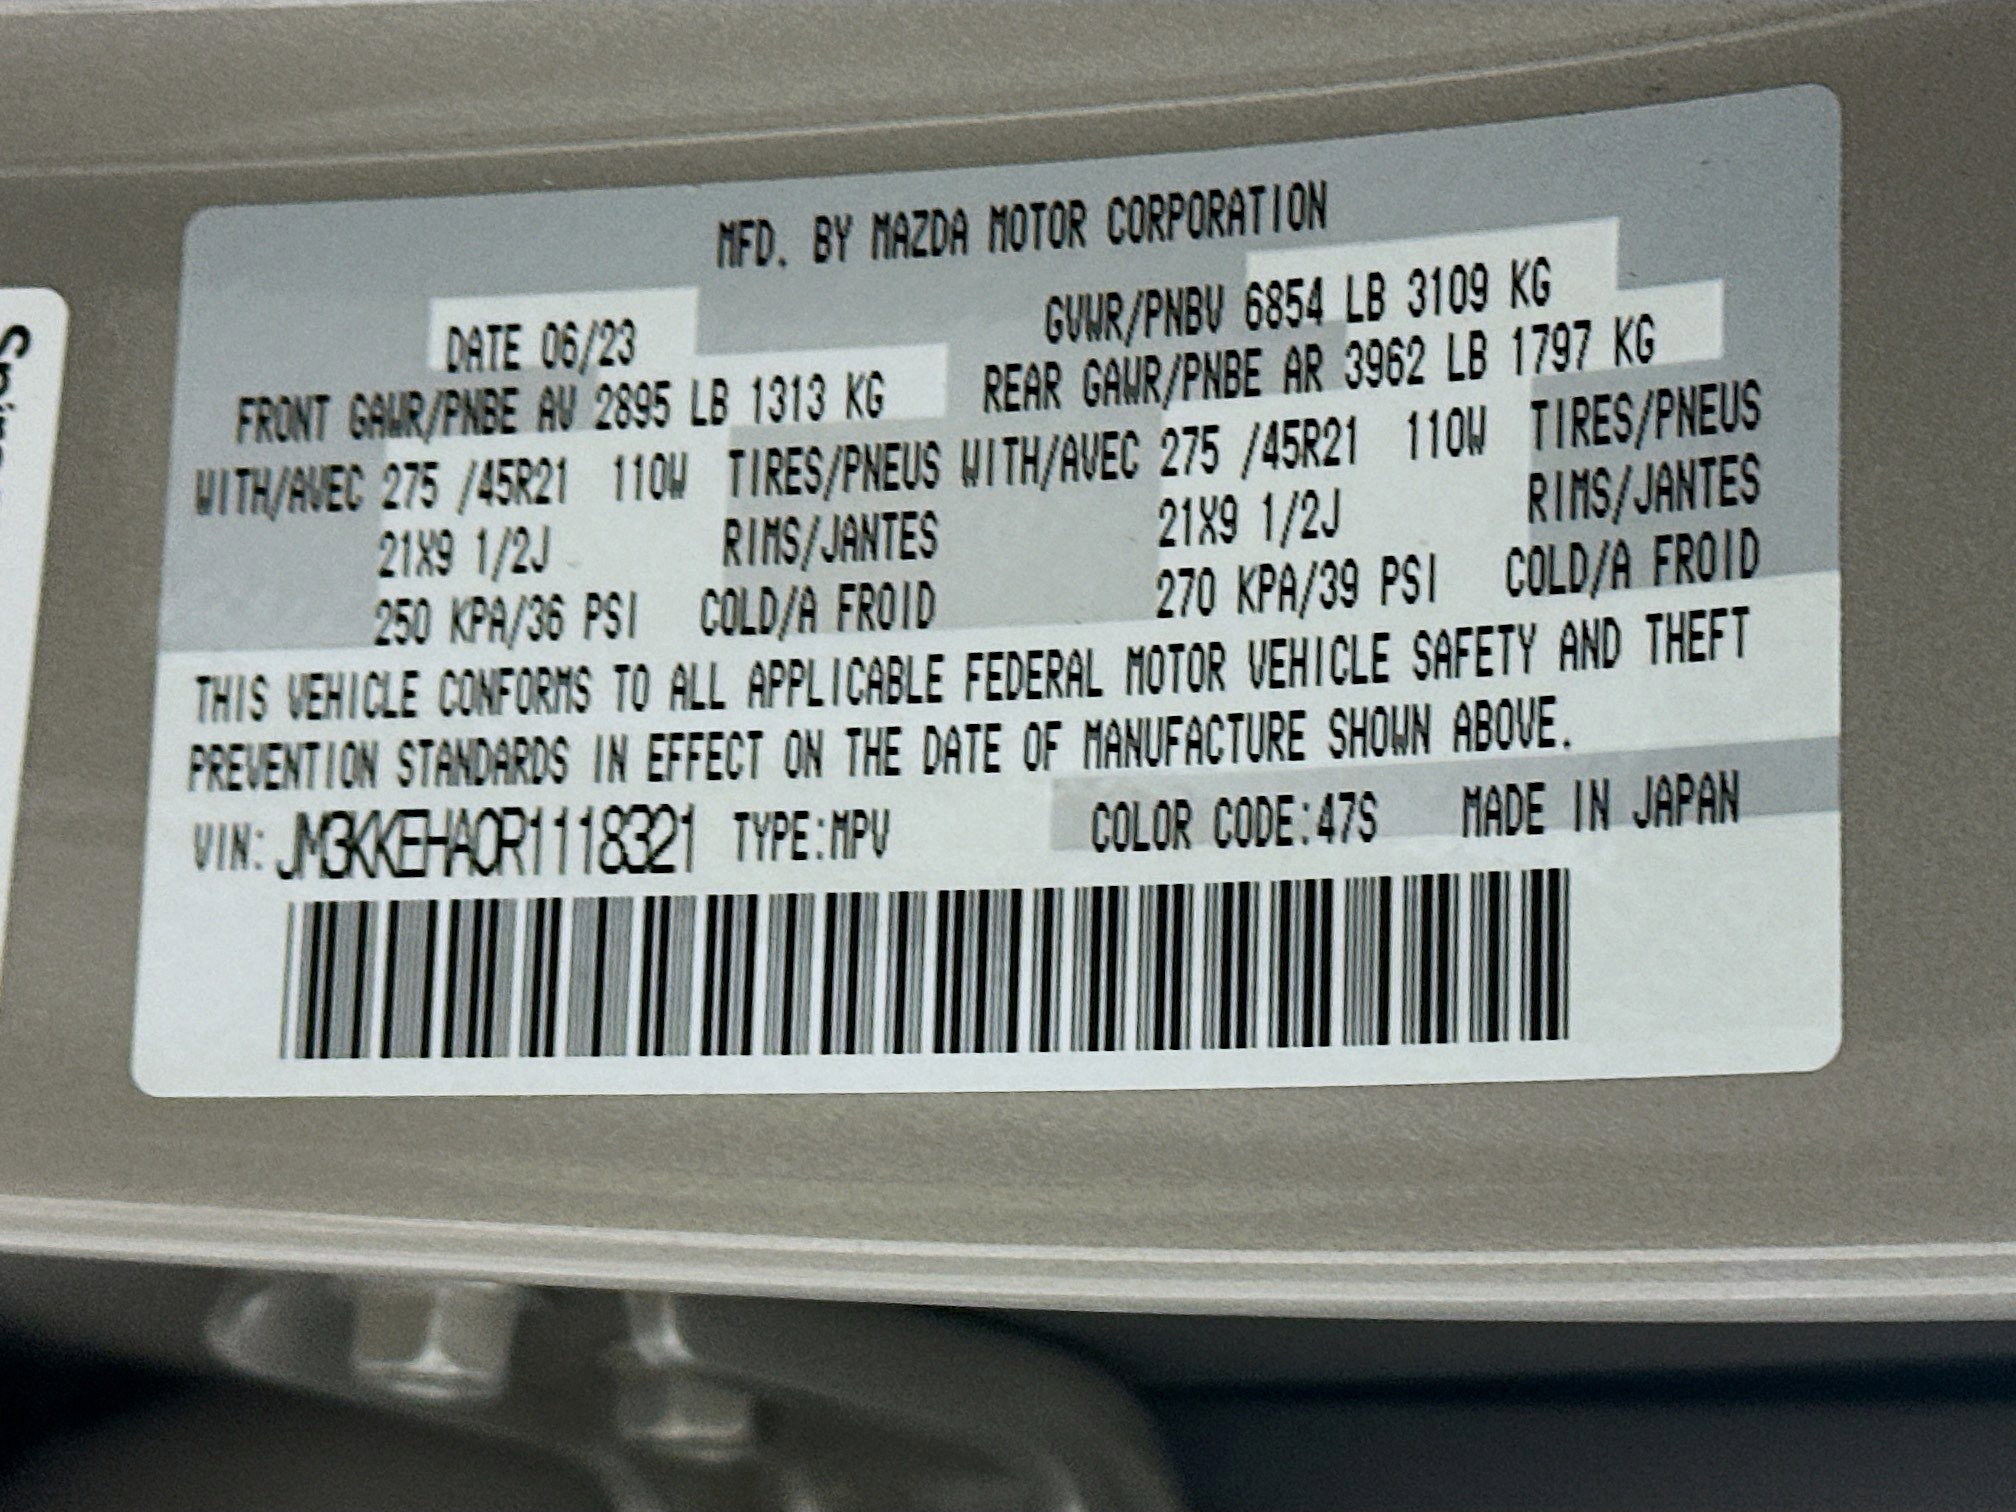 MFD. BY MAZDA MOTOR CORPORATION
DATE 06/23 GVWR/PNBV 6854 LB 3109 KG
FRONT GAWR/PNBE AV 2895 LB 1313 KG REAR GAWR/PNBE AR 3962 LB 1797 KG
WITH/AVEC 275 /45R21 110W TIRES/PNEUS WITH/AVEC 275 /45R21 110W TIRES/PNEUS
21X9 1/2J RIMS/JANTES 21X9 1/2J RIMS/JANTES
250 KPA/36 PSI COLD/A FROID 270 KPA/39 PSI COLD/A FROID
THIS VEHICLE CONFORMS TO ALL APPLICABLE FEDERAL MOTOR VEHICLE SAFETY AND THEFT
PREVENTION STANDARDS IN EFFECT ON THE DATE OF MANUFACTURE SHOWN ABOVE.
VIN: JM3KKEHA0R1118321 TYPE:MPV COLOR CODE:47S MADE IN JAPAN